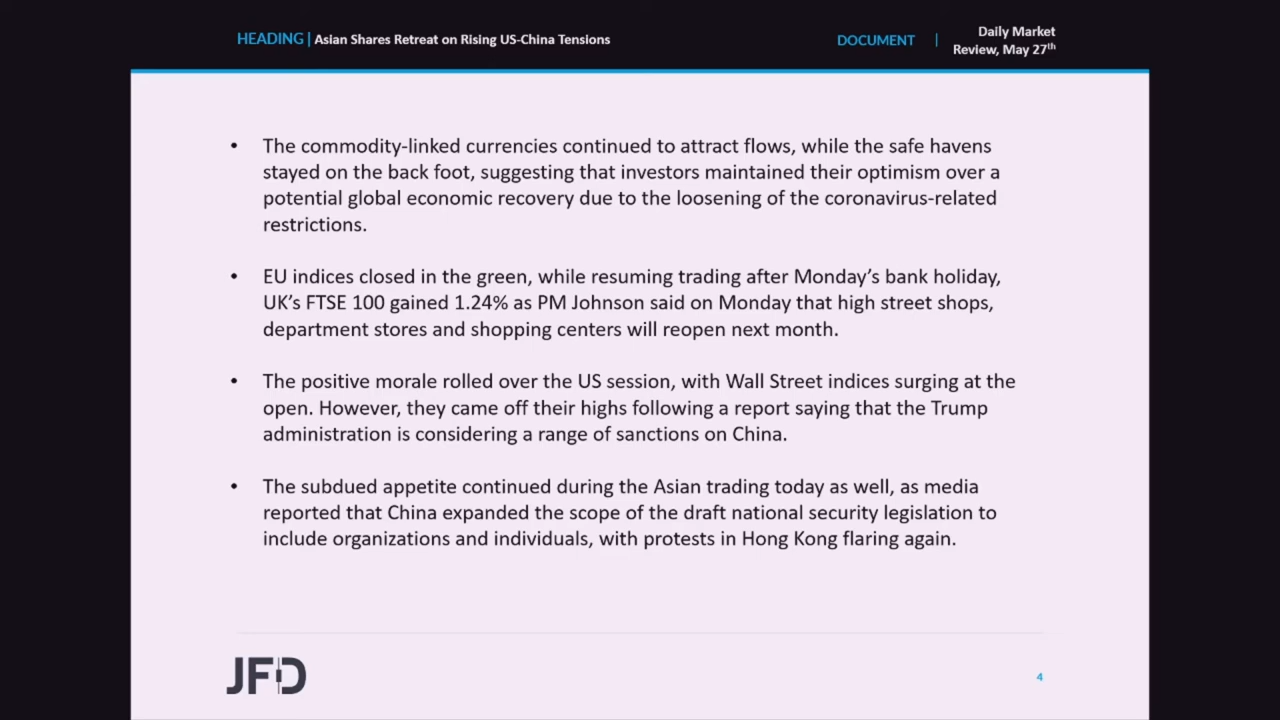 HEADING | Asian Shares Retreat on Rising US-China Tensions
DOCUMENT | Daily Market
Review, May 27th
• The commodity-linked currencies continued to attract flows, while the safe havens
stayed on the back foot, suggesting that investors maintained their optimism over a
potential global economic recovery due to the loosening of the coronavirus-related
restrictions.
• EU indices closed in the green, while resuming trading after Monday’s bank holiday,
UK’s FTSE 100 gained 1.24% as PM Johnson said on Monday that high street shops,
department stores and shopping centers will reopen next month.
• The positive morale rolled over the US session, with Wall Street indices surging at the
open. However, they came off their highs following a report saying that the Trump
administration is considering a range of sanctions on China.
• The subdued appetite continued during the Asian trading today as well, as media
reported that China expanded the scope of the draft national security legislation to
include organizations and individuals, with protests in Hong Kong flaring again.
JFD
4